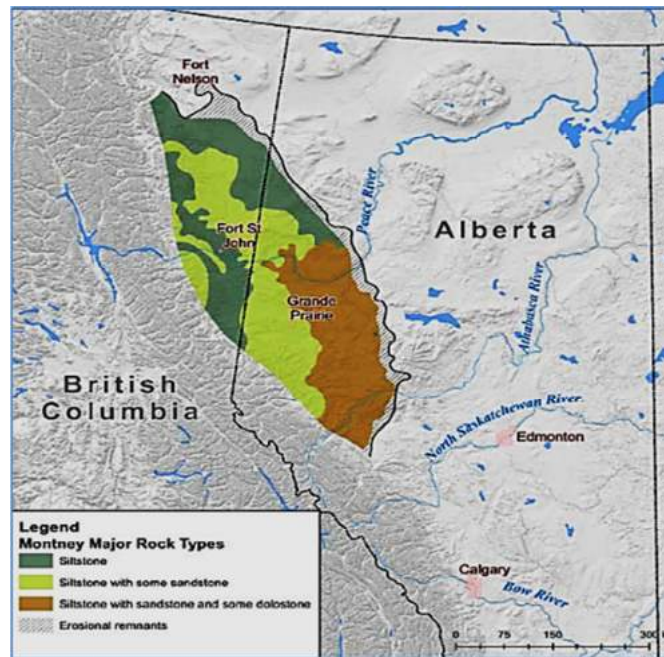 Fort
Nelson
Peace River
Alberta
Fort St
John
Grande
Prairie
Athabasca River
British
Columbia
North Saskatchewan River
Edmonton
Calgary
Bow River
Legend
Montney Major Rock Types
Siltstone
Siltstone with some sandstone
Siltstone with sandstone and some dolostone
Erosional remnants
0 75 150 300